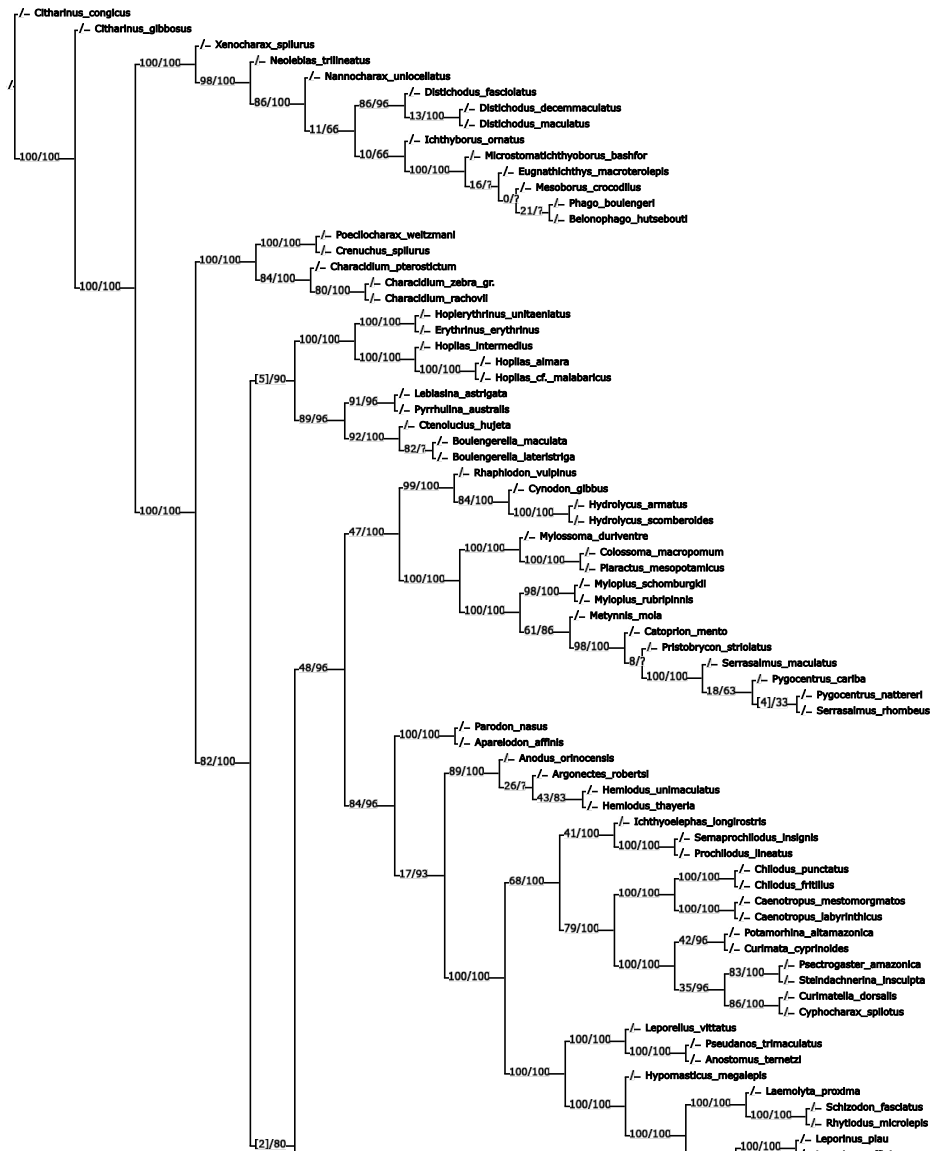 /– Citharinus_congicus
/– Citharinus_gibbosus
/– Xenocharax_spilurus
100/100
/– Neolebias_trilineatus
/– Nannocharax_uniocellatus
98/100
/
/– Distichodus_fasciolatus
86/100
86/96
/– Distichodus_decemmaculatus
13/100
/– Distichodus_maculatus
11/66
/– Ichthyborus_ornatus
100/100
10/66
/– Microstomatichthyoborus_bashfor
100/100
/– Eugnathichthys_macroterolepis
16/?
/– Mesoborus_crocodilus
0/?
/– Phago_boulengeri
21/?
/– Belonophago_hutsebouti
/– Poecilocharax_weitzmani
100/100
/– Crenuchus_spilurus
100/100
/– Characidium_pterostictum
84/100
/– Characidium_zebra_gr.
100/100
80/100
/– Characidium_rachovii
/– Hoplerythrinus_unitaeniatus
100/100
/– Erythrinus_erythrinus
100/100
/– Hoplias_intermedius
100/100
/– Hoplias_aimara
100/100
/– Hoplias_cf._malabaricus
[5]/90
/– Lebiasina_astrigata
91/96
/– Pyrrhulina_australis
89/96
/– Ctenolucius_hujeta
92/100
/– Boulengerella_maculata
82/?
/– Boulengerella_lateristriga
/– Rhaphiodon_vulpinus
99/100
/– Cynodon_gibbus
84/100
/– Hydrolycus_armatus
100/100
100/100
/– Hydrolycus_scomberoides
47/100
/– Mylossoma_duriventre
100/100
/– Colossoma_macropomum
100/100
/– Piaractus_mesopotamicus
100/100
/– Myloplus_schomburgkii
98/100
/– Myloplus_rubripinnis
100/100
/– Metynnis_mola
61/86
/– Catoprion_mento
98/100
/– Pristobrycon_striolatus
8/?
/– Serrasalmus_maculatus
48/96
100/100
/– Pygocentrus_cariba
18/63
/– Pygocentrus_nattereri
[4]/33
/– Serrasalmus_rhombeus
/– Parodon_nasus
100/100
/– Apareiodon_affinis
82/100
/– Anodus_orinocensis
89/100
/– Argonectes_robertsi
26/?
/– Hemiodus_unimaculatus
43/83
84/96
/– Hemiodus_thayeria
/– Ichthyoelephas_longirostris
41/100
/– Semaprochilodus_insignis
100/100
/– Prochilodus_lineatus
/– Chilodus_punctatus
17/93
100/100
68/100
/– Chilodus_fritillus
100/100
/– Caenotropus_mestomorgmatos
100/100
/– Caenotropus_labyrinthicus
79/100
/– Potamorhina_altamazonica
42/96
/– Curimata_cyprinoides
100/100
/– Psectrogaster_amazonica
83/100
100/100
/– Steindachnerina_insculpta
35/96
/– Curimatella_dorsalis
86/100
/– Cyphocharax_spilotus
/– Leporellus_vittatus
100/100
/– Pseudanos_trimaculatus
100/100
/– Anostomus_ternetzi
100/100
/– Hypomasticus_megalepis
/– Laemolyta_proxima
100/100
100/100
/– Schizodon_fasciatus
100/100
/– Rhytiodus_microlepis
100/100
/– Leporinus_piau
[2]/80
100/100